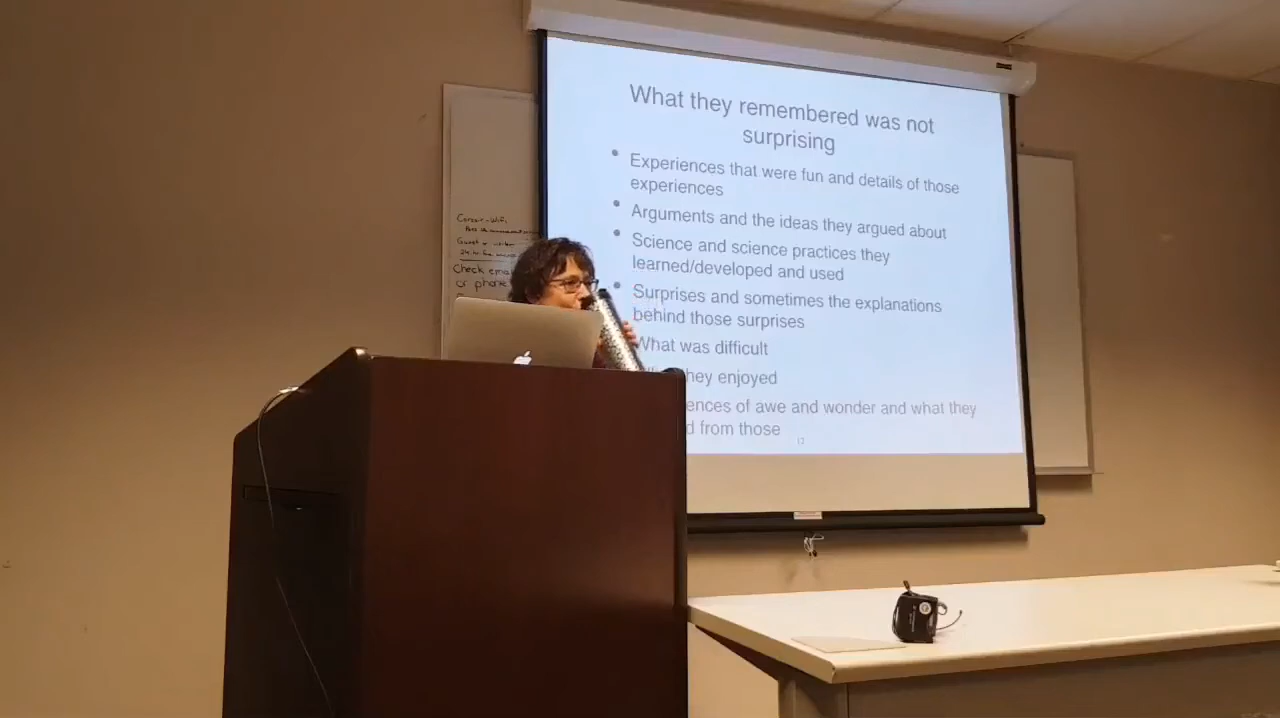 What they remembered was not
surprising
• Experiences that were fun and details of those
experiences
• Arguments and the ideas they argued about
• Science and science practices they
learned/developed and used
• Surprises and sometimes the explanations
behind those surprises
What was difficult
they enjoyed
of awe and wonder and what they
from those
12
Check
or phone